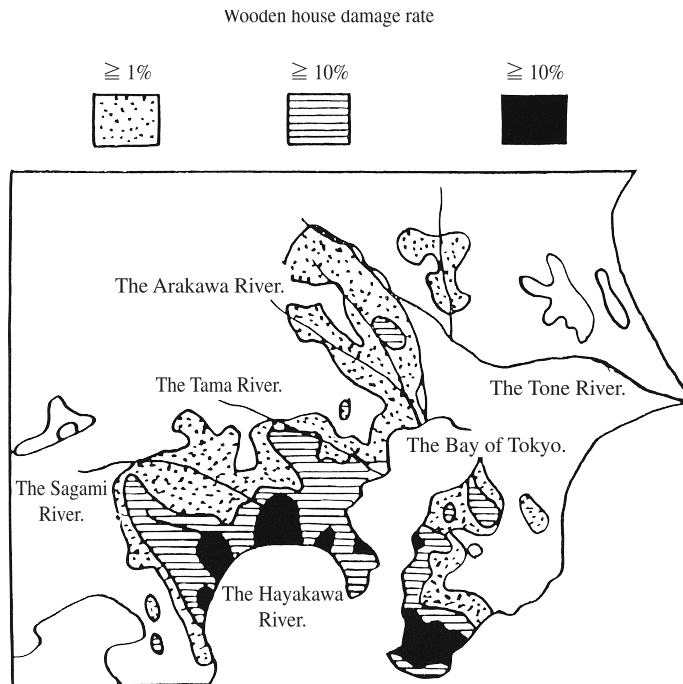 Wooden house damage rate
≧ 1%
≧ 10%
≧ 10%
The Arakawa River.
The Tama River.
The Tone River.
The Bay of Tokyo.
The Sagami
River.
The Hayakawa
River.